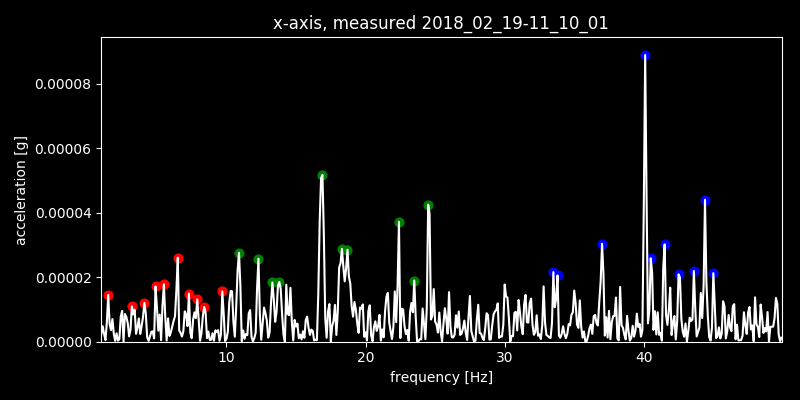 x-axis, measured 2018_02_19-11_10_01
acceleration [g]
0.00008
0.00006
0.00004
0.00002
0.00000
10 20 30 40
frequency [Hz]